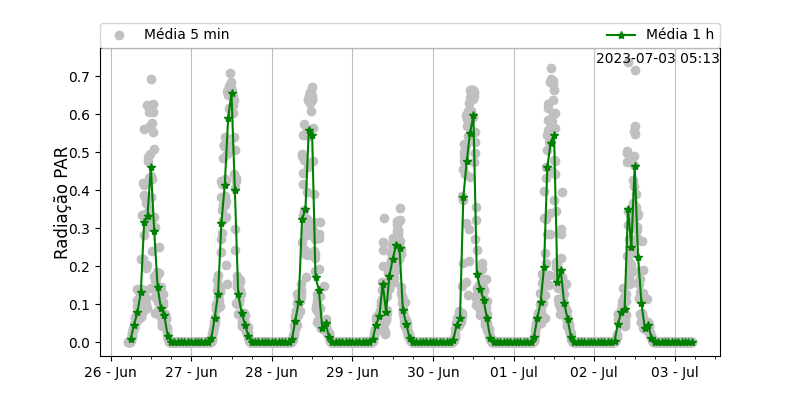 Média 5 min
Média 1 h
2023-07-03 05:13
Radiação PAR
0.7
0.6
0.5
0.4
0.3
0.2
0.1
0.0
26 - Jun
27 - Jun
28 - Jun
29 - Jun
30 - Jun
01 - Jul
02 - Jul
03 - Jul